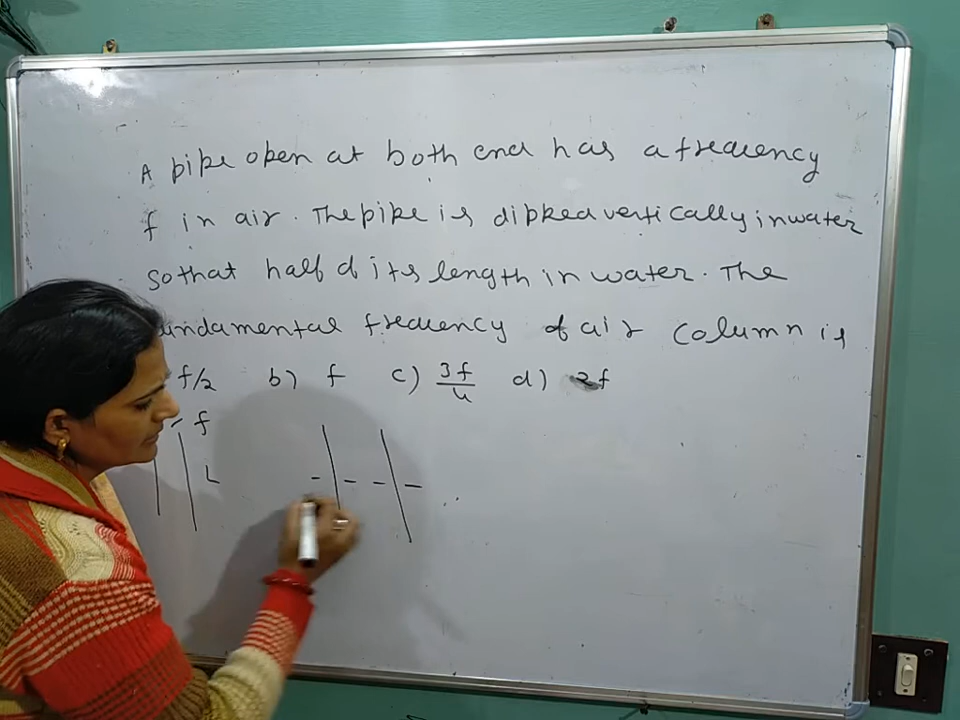 A pipe open at both end has a frequency
f in air. The pipe is dipped vertically in water
so that half of its length in water. The
undamental frequency of air column is
f/2 b) f c) 3f/4 d) 2f
f
L